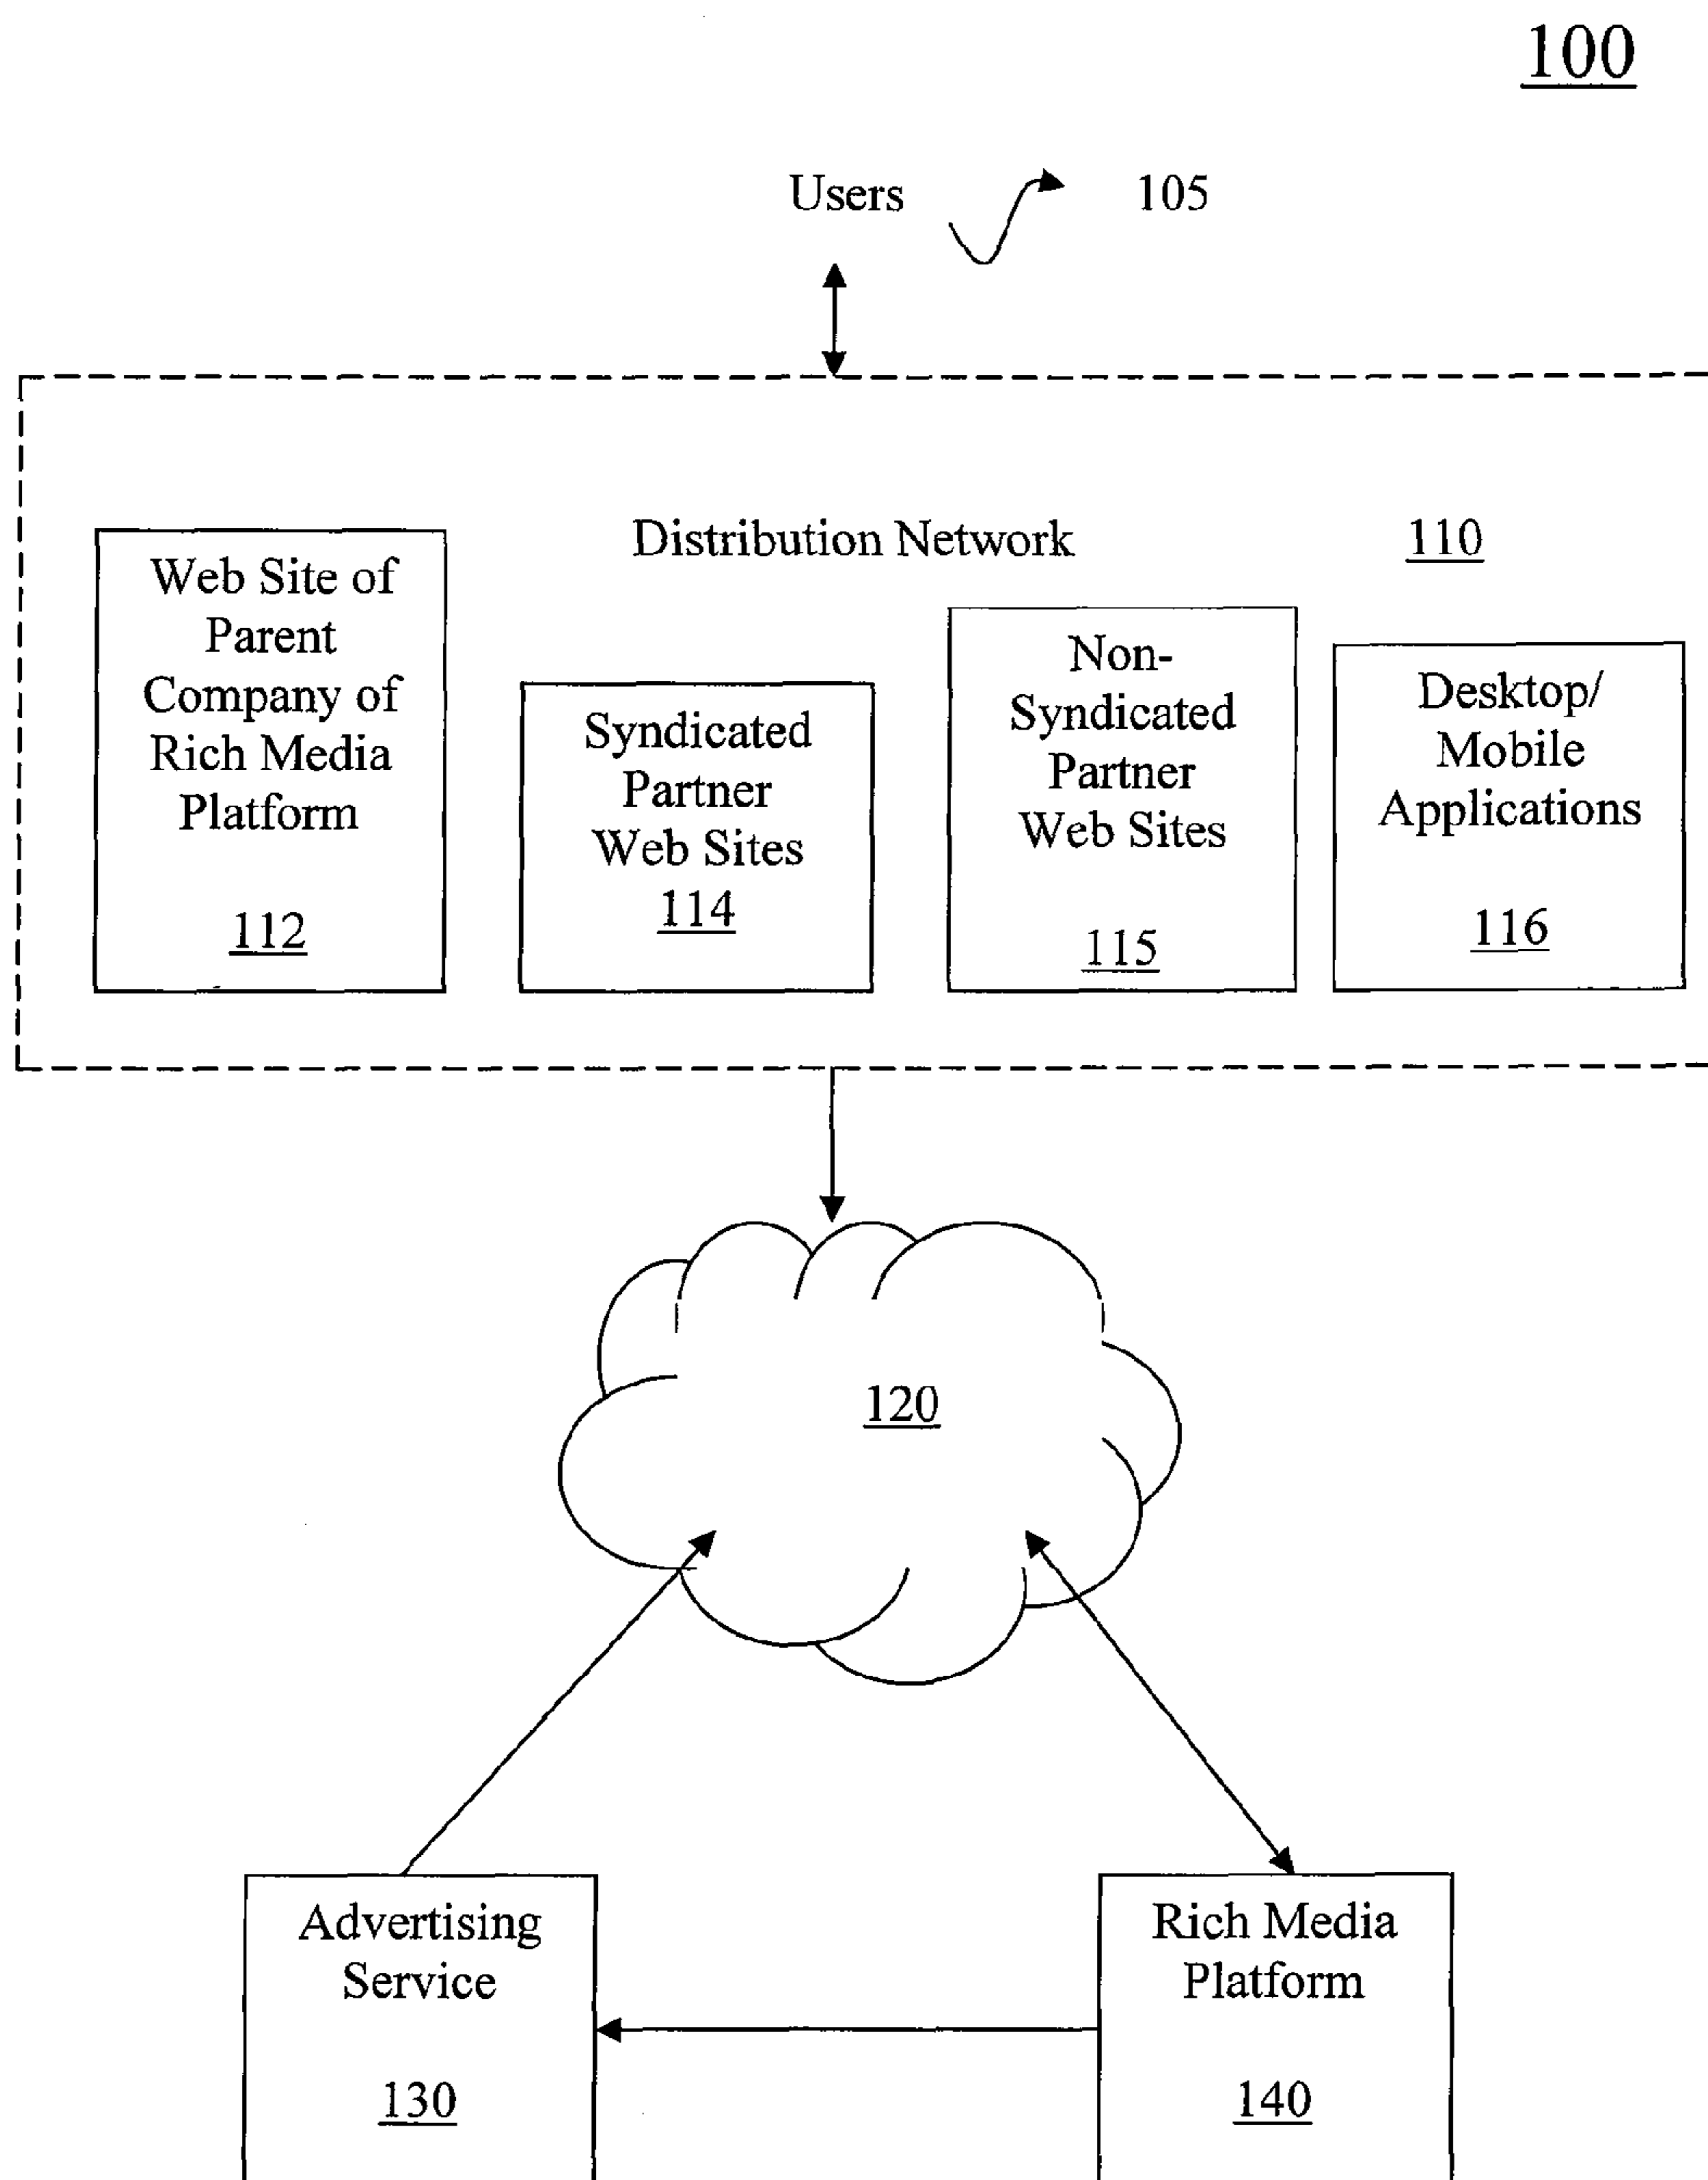 100
Users 105
Distribution Network 110
Web Site of
Parent
Company of
Rich Media
Platform
112
Syndicated
Partner
Web Sites
114
Non-
Syndicated
Partner
Web Sites
115
Desktop/
Mobile
Applications
116
120
Advertising
Service
130
Rich Media
Platform
140